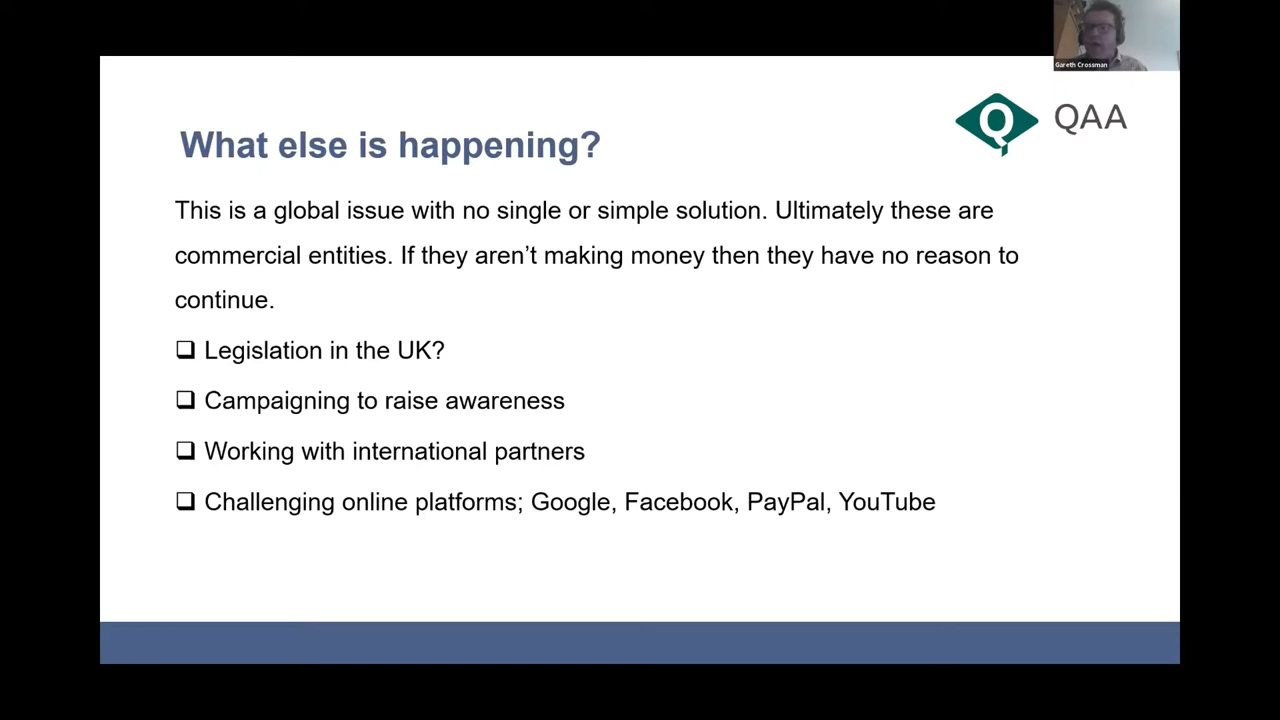 Gareth Crossman
QAA
What else is happening?
This is a global issue with no single or simple solution. Ultimately these are
commercial entities. If they aren’t making money then they have no reason to
continue.
❑ Legislation in the UK?
❑ Campaigning to raise awareness
❑ Working with international partners
❑ Challenging online platforms; Google, Facebook, PayPal, YouTube